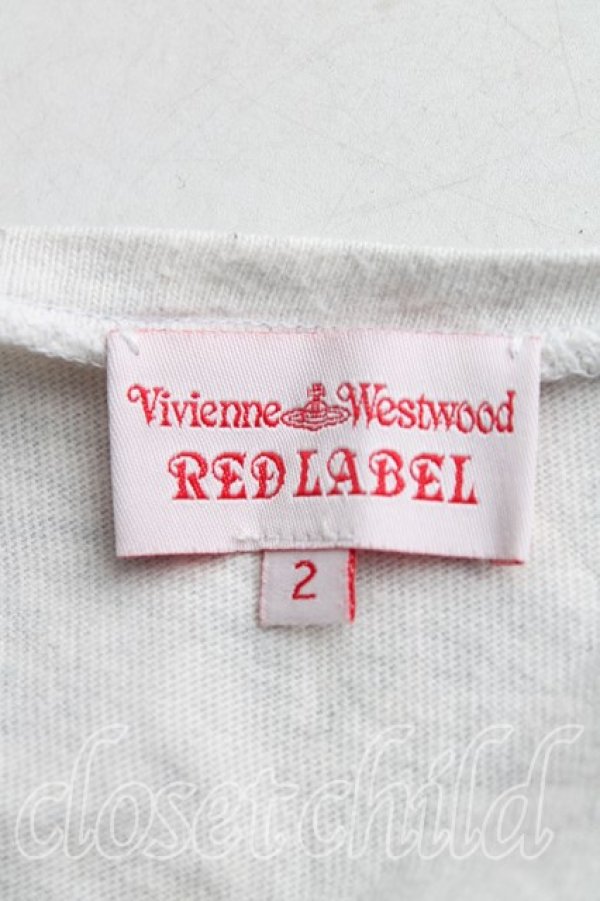 Vivienne Westwood
RED LABEL
2
closetchild